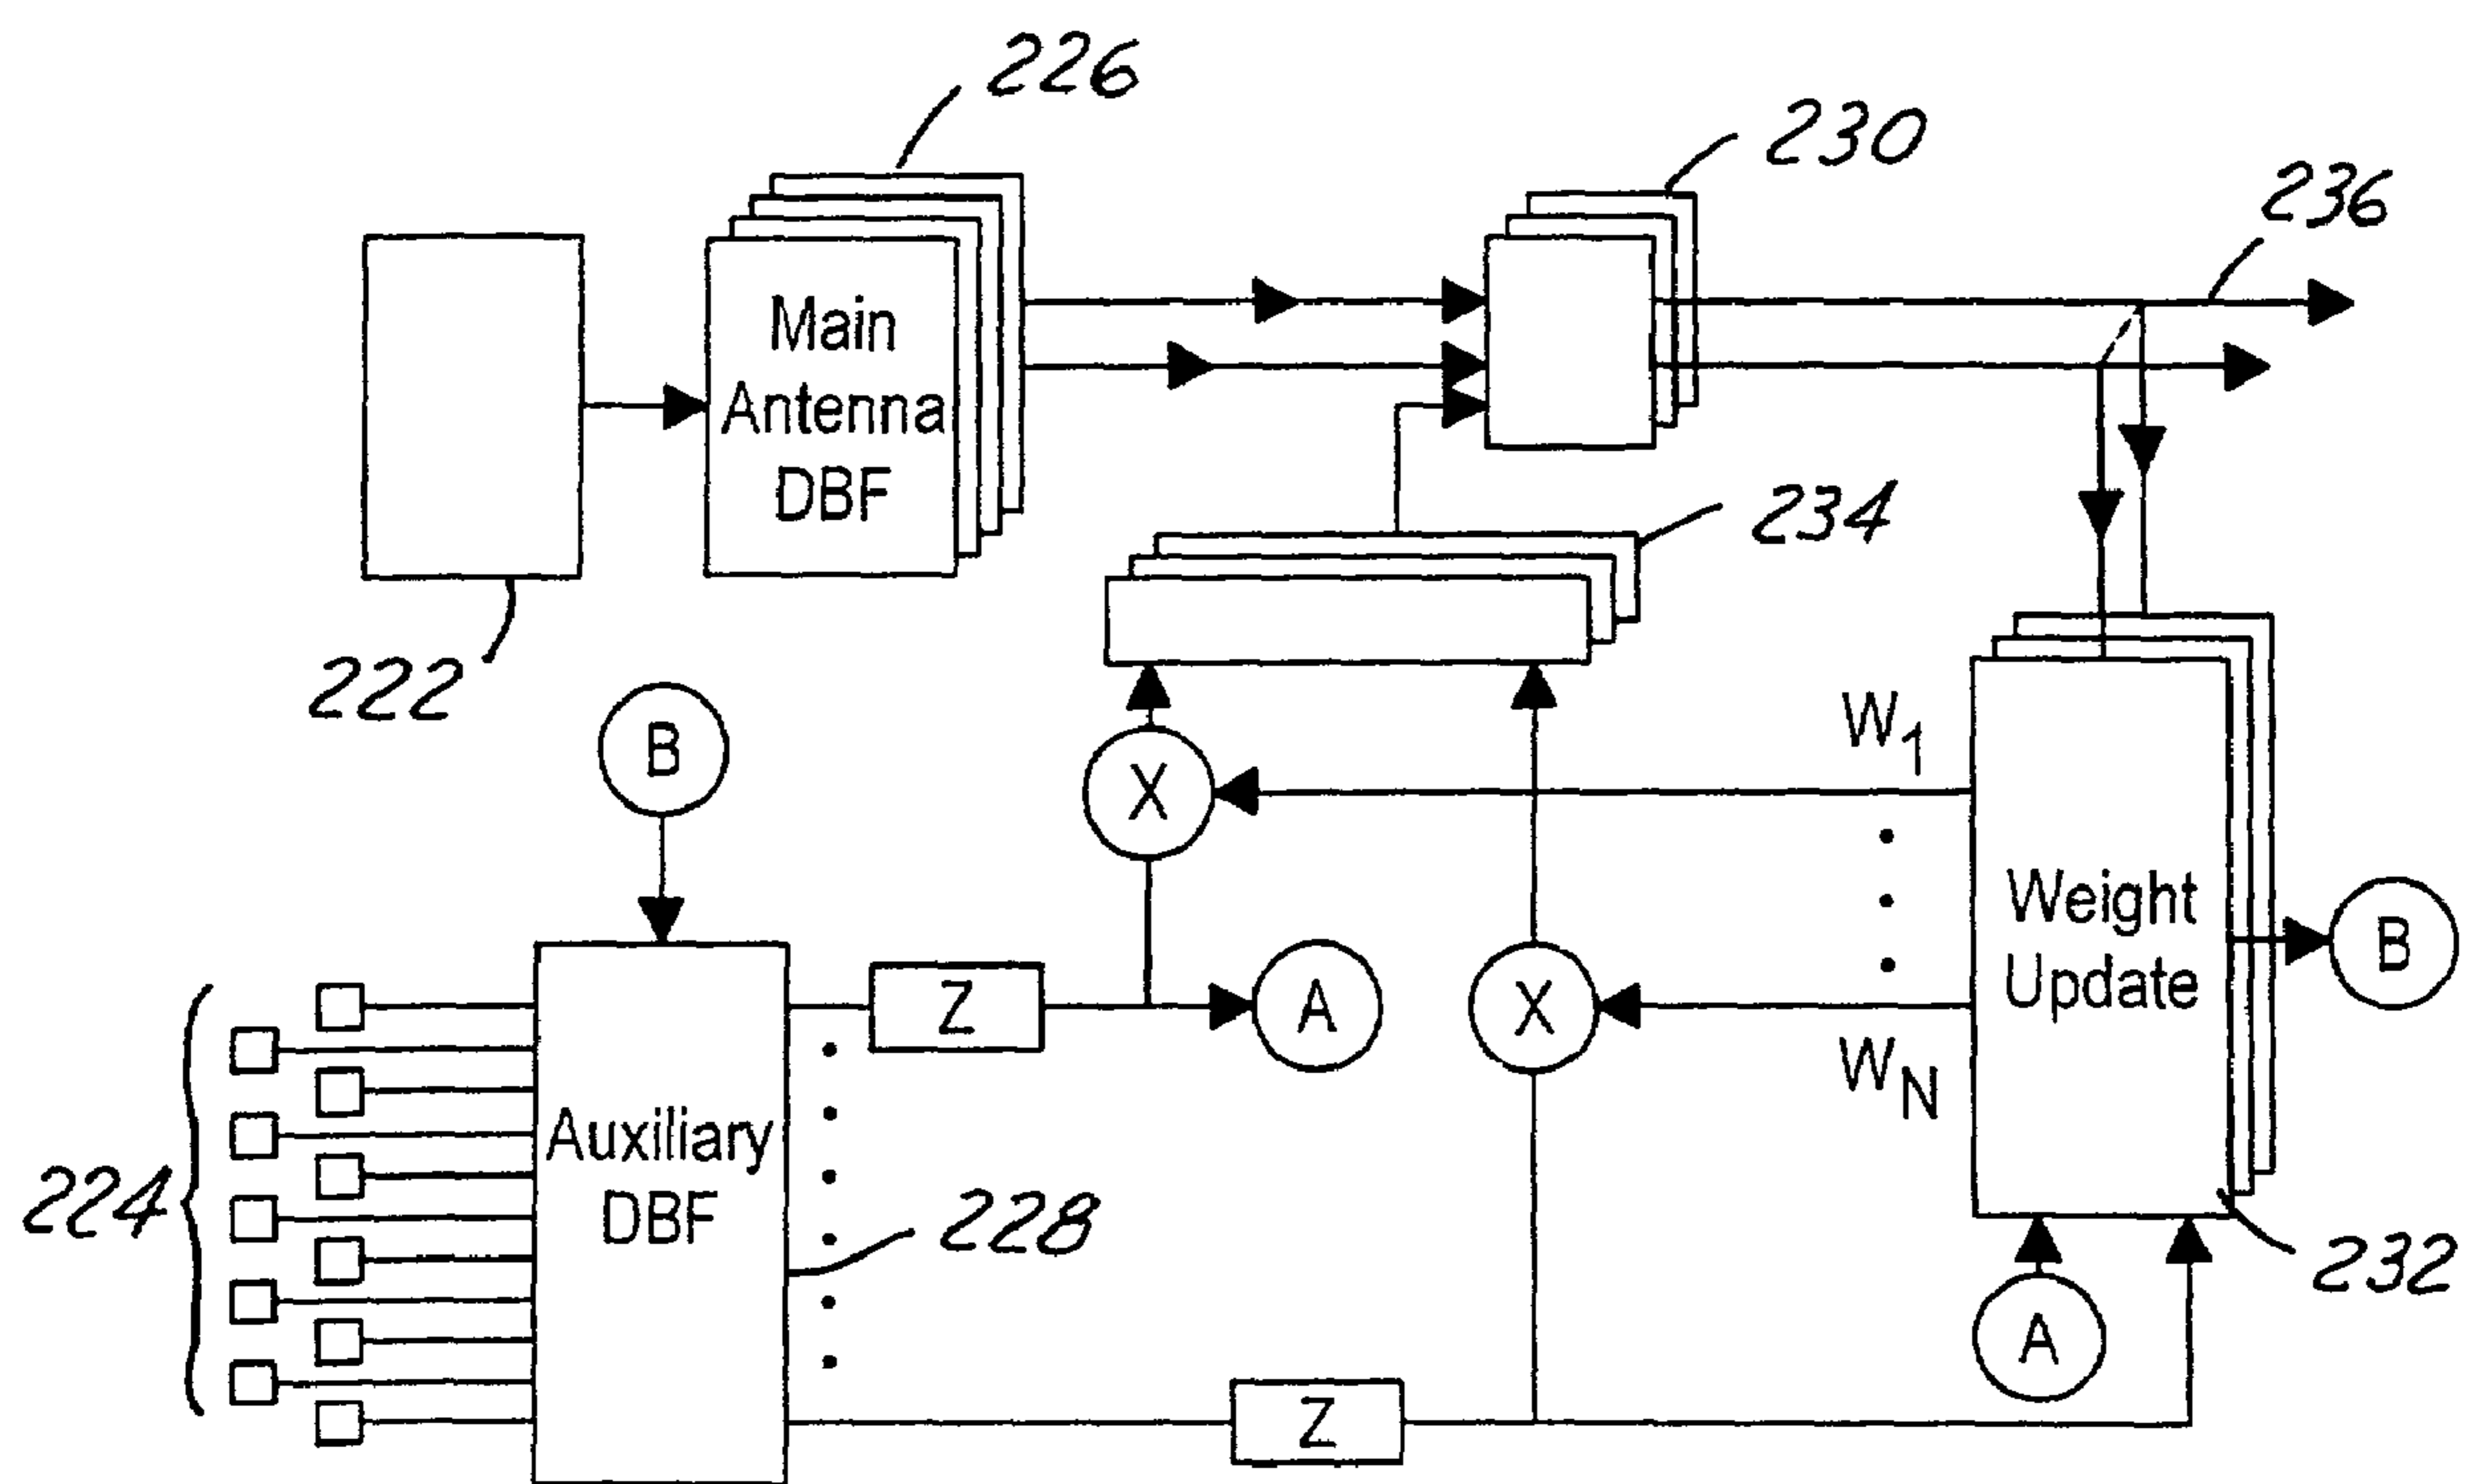 226
230
236
Main
Antenna
DBF
234
222
B
W1
X
Weight
Update
B
Z
A
X
WN
Auxiliary
DBF
224
228
232
A
Z